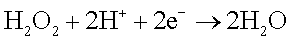 H₂O₂ + 2H⁺ + 2e⁻ → 2H₂O